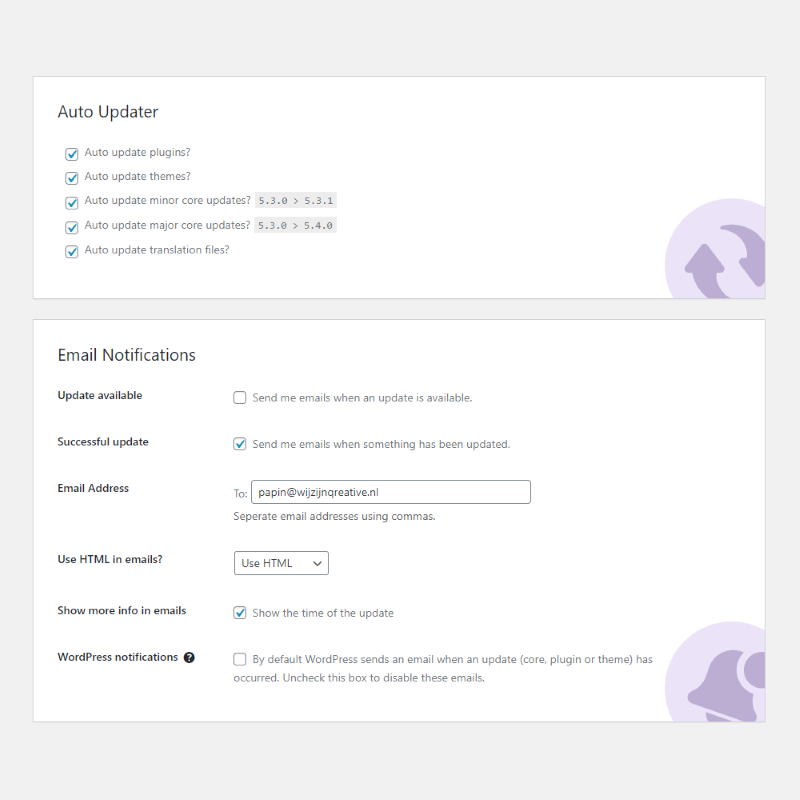 Auto Updater
Auto update plugins?
Auto update themes?
Auto update minor core updates? 5.3.0 > 5.3.1
Auto update major core updates? 5.3.0 > 5.4.0
Auto update translation files?
Email Notifications
Update available
Send me emails when an update is available.
Successful update
Send me emails when something has been updated.
Email Address
To: papin@wijzijnqreative.nl
Seperate email addresses using commas.
Use HTML in emails?
Use HTML
Show more info in emails
Show the time of the update
WordPress notifications ?
By default WordPress sends an email when an update (core, plugin or theme) has
occurred. Uncheck this box to disable these emails.